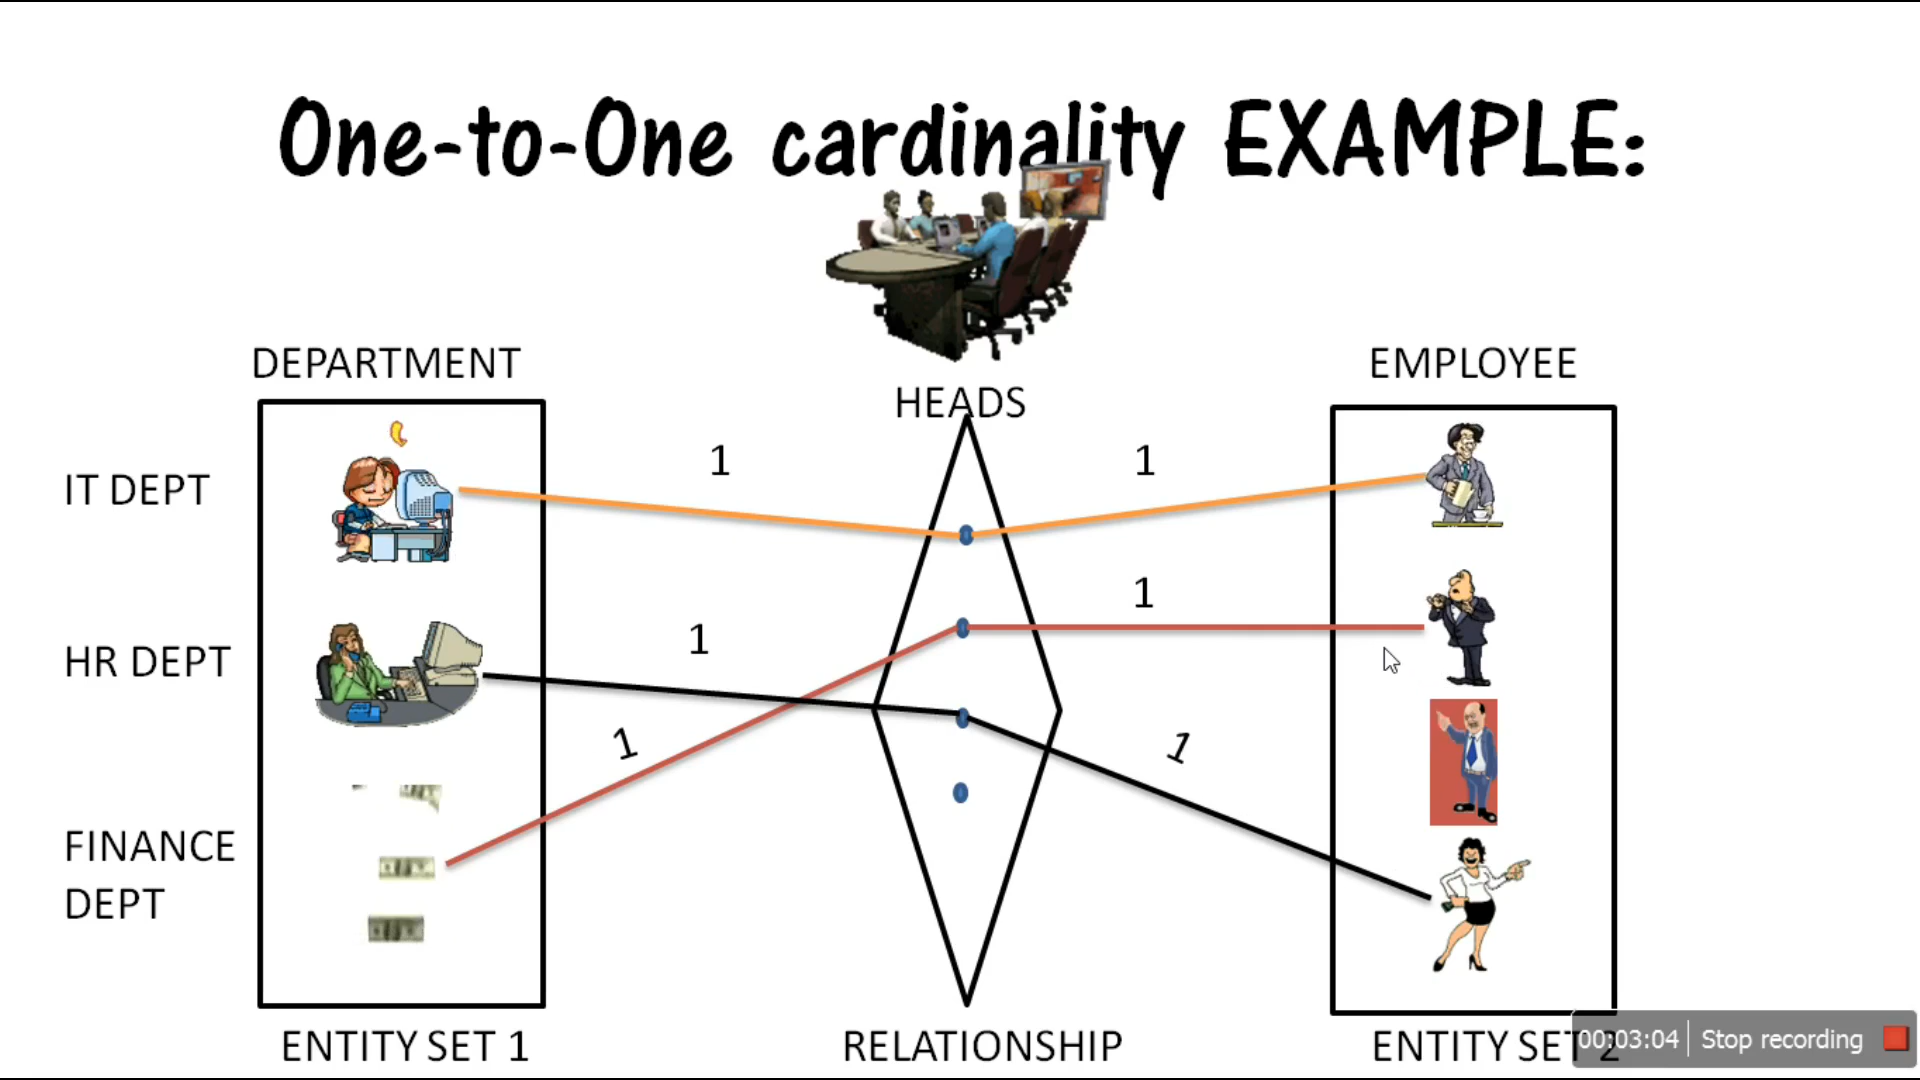 One-to-One cardinality EXAMPLE:
DEPARTMENT
EMPLOYEE
HEADS
1
1
IT DEPT
1
1
HR DEPT
1
1
FINANCE
DEPT
ENTITY SET 1
RELATIONSHIP
ENTITY SET 2
00:03:04
Stop recording